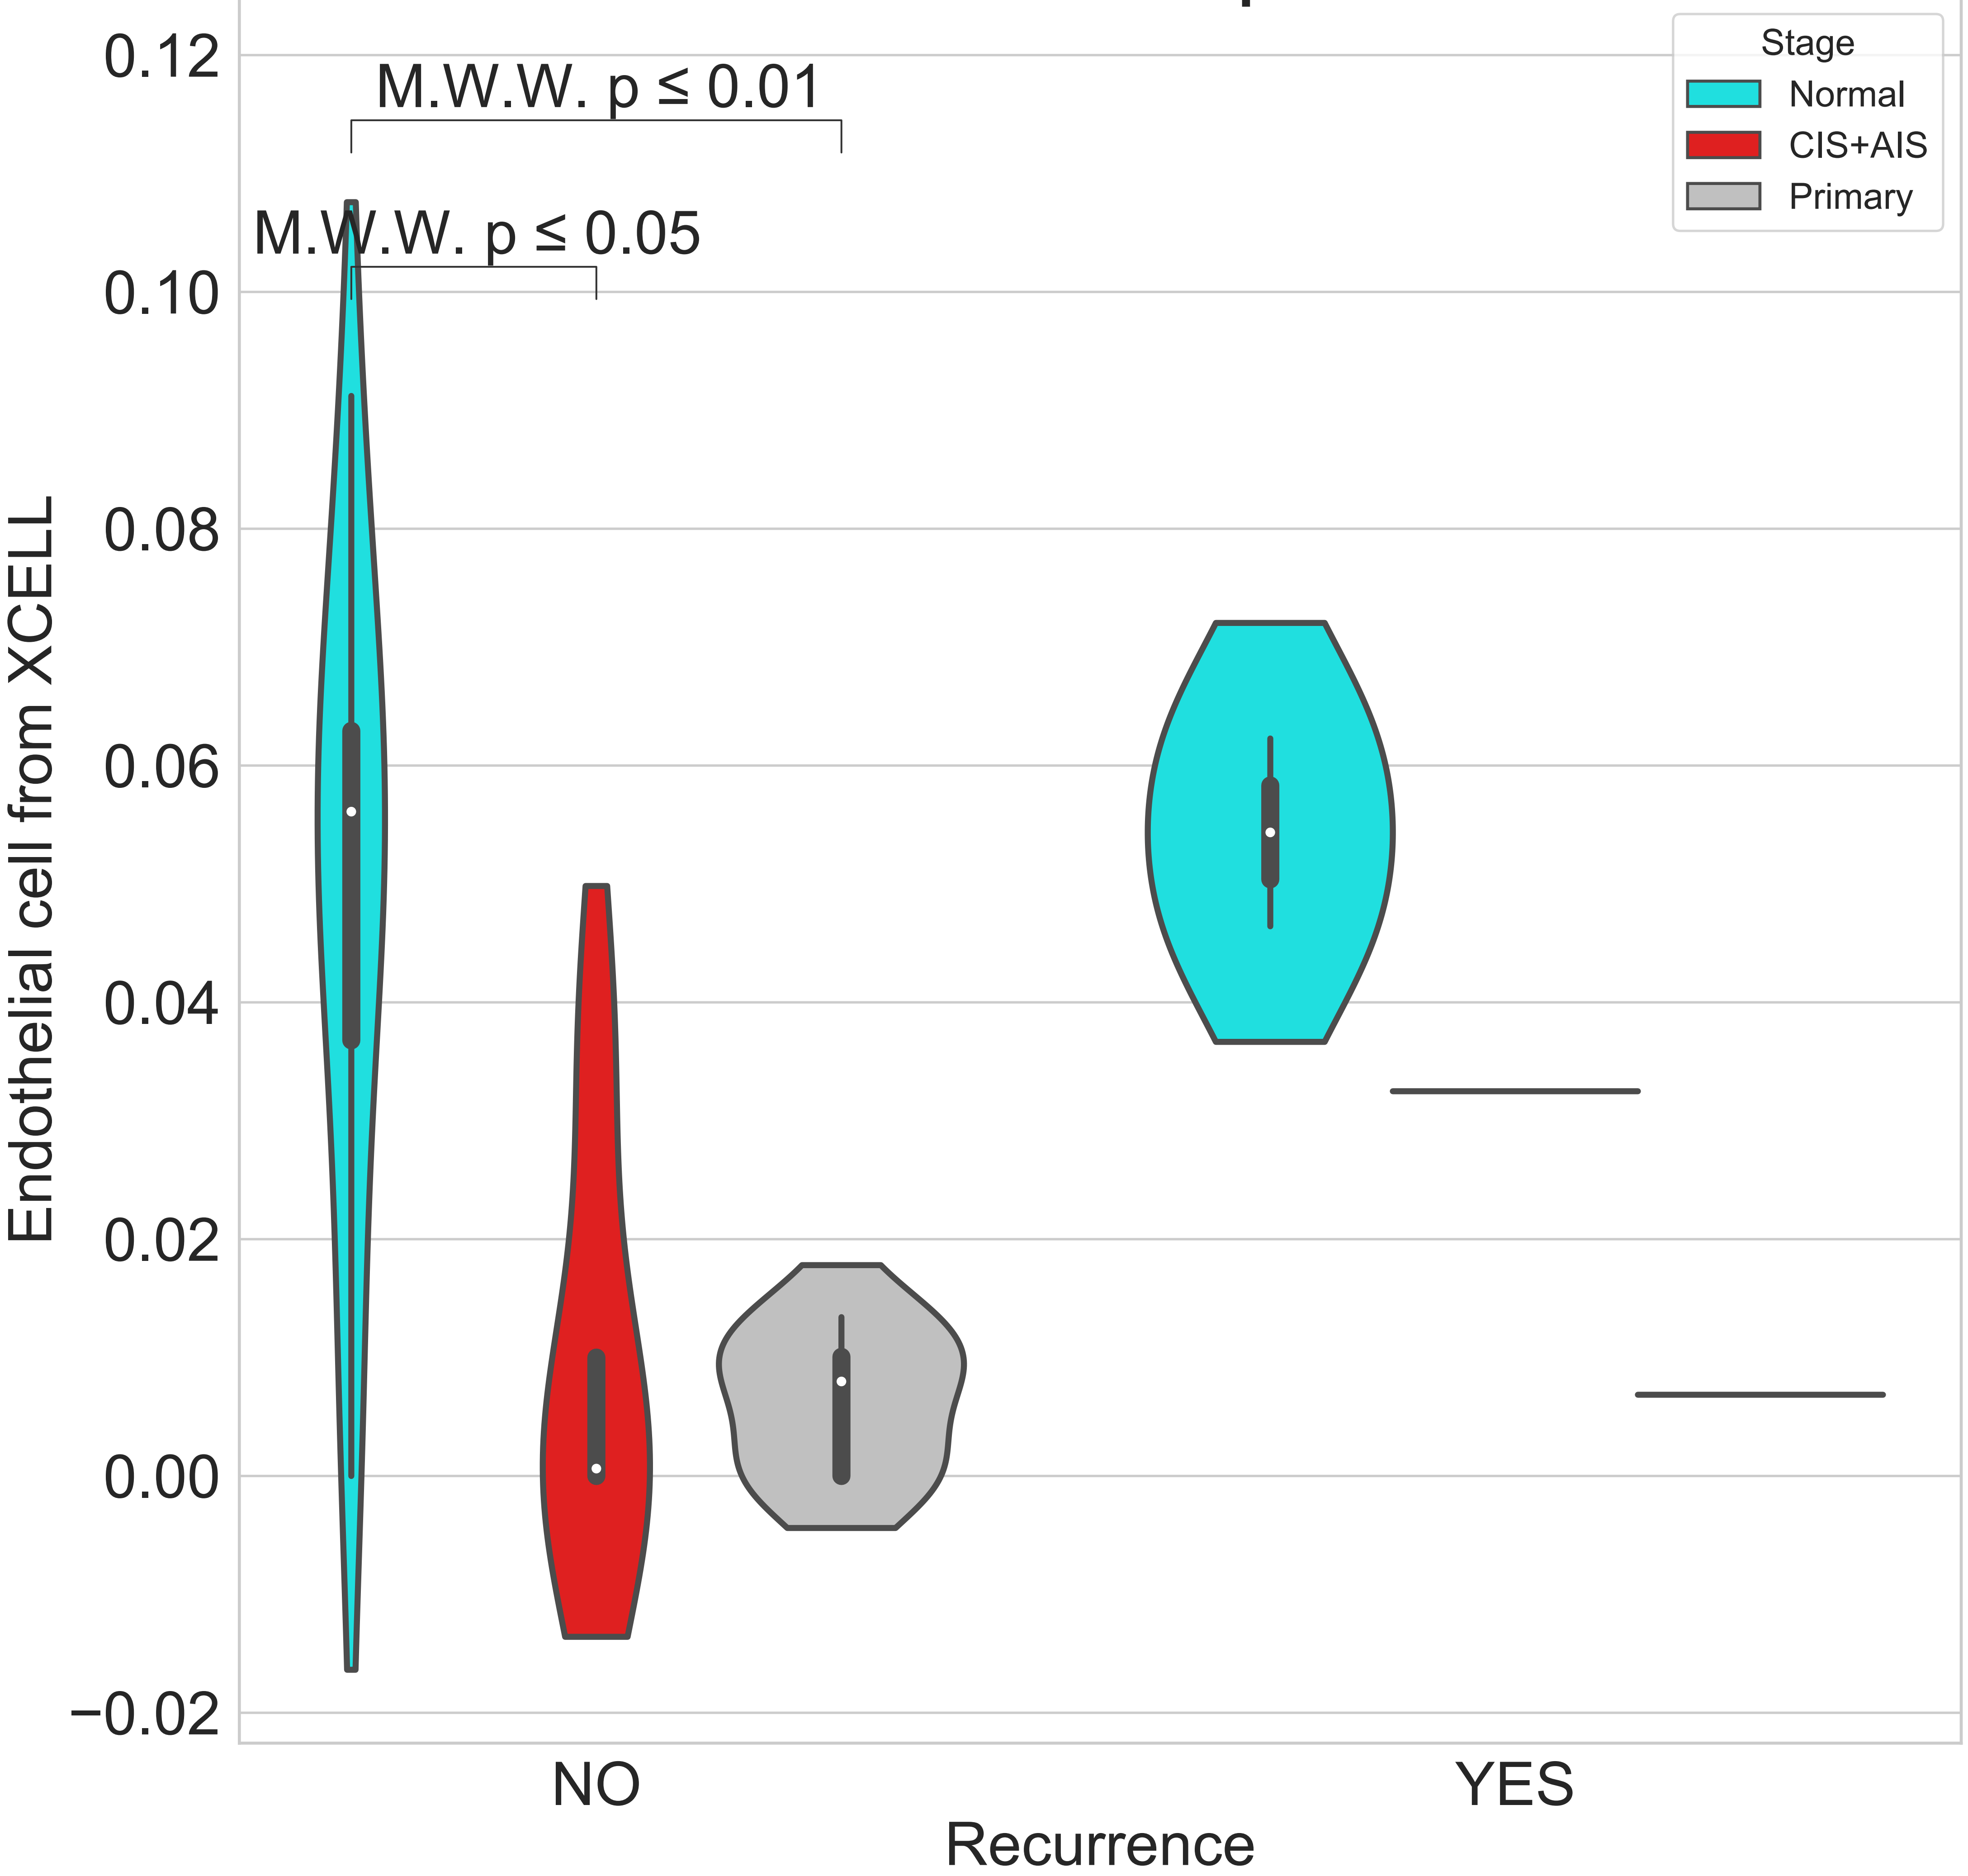 0.12
0.10
0.08
0.06
0.04
0.02
0.00
−0.02
Endothelial cell from XCELL
M.W.W. p ≤ 0.01
M.W.W. p ≤ 0.05
Stage
Normal
CIS+AIS
Primary
NO
YES
Recurrence